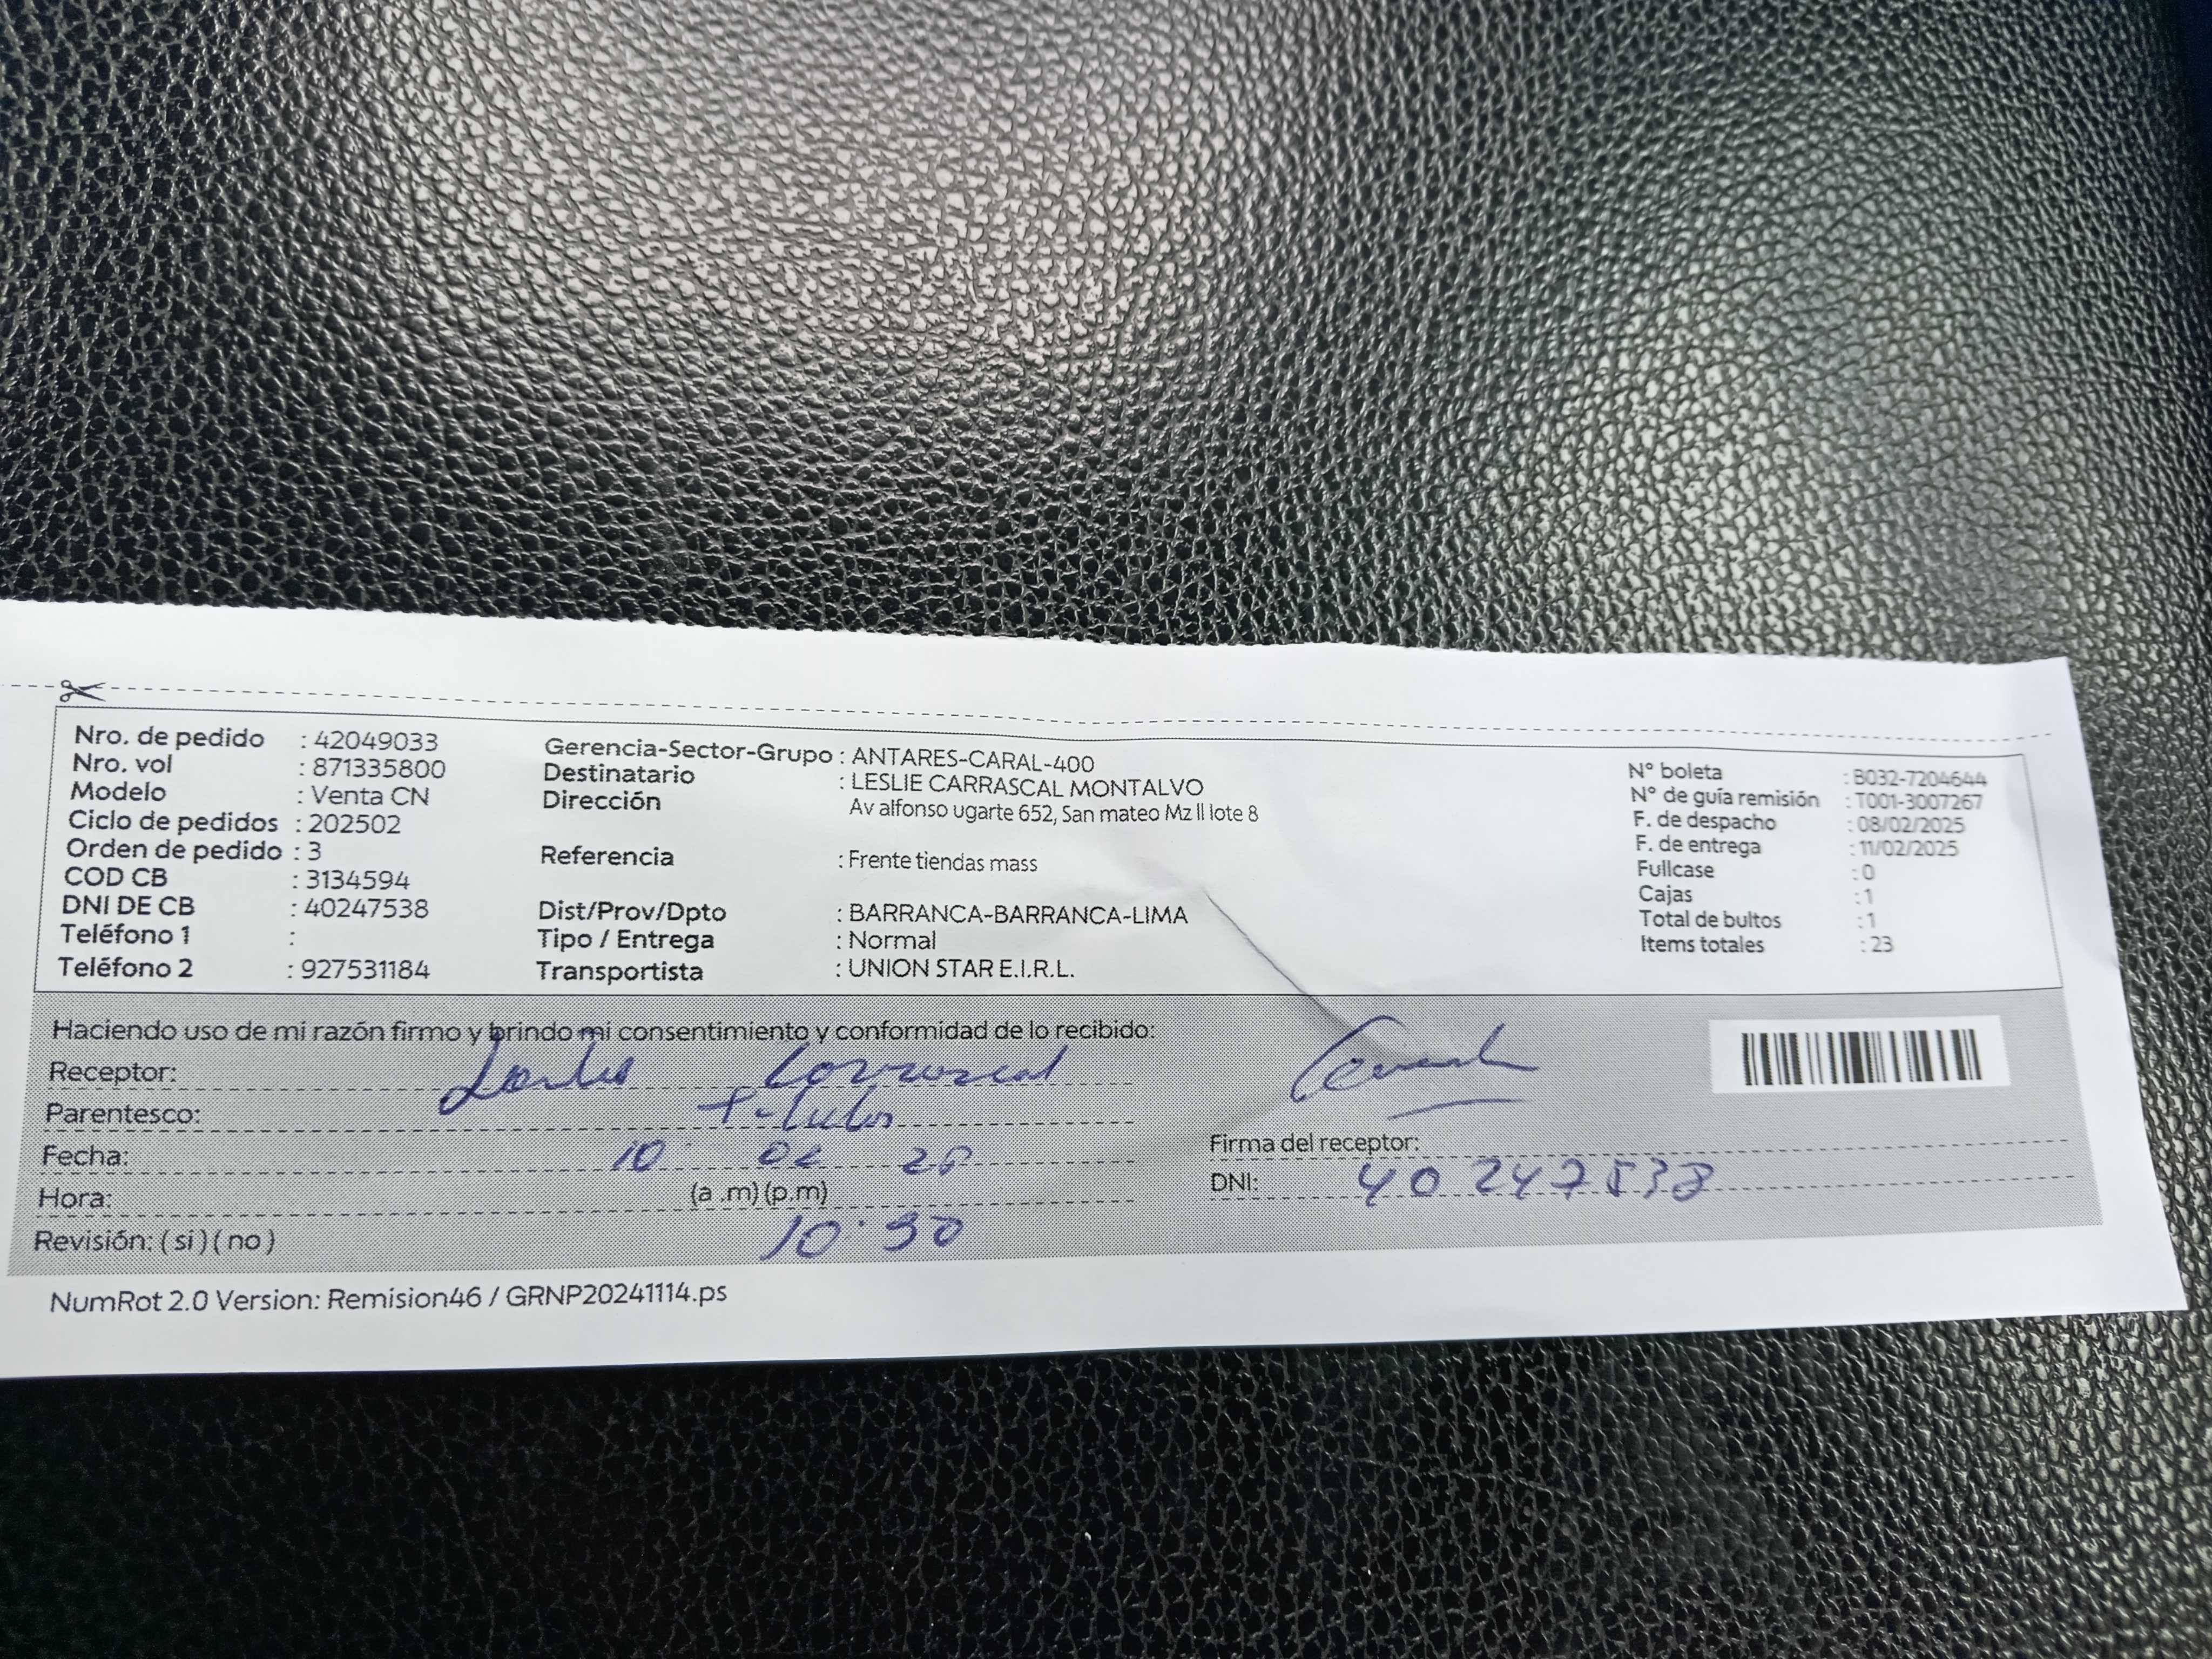 Nro. de pedido : 42049033
Nro. vol : 871335800
Modelo : Venta CN
Ciclo de pedidos : 202502
Orden de pedido : 3
COD CB : 3134594
DNI DE CB : 40247538
Teléfono 1 :
Teléfono 2 : 927531184
Gerencia-Sector-Grupo : ANTARES-CARAL-400
Destinatario : LESLIE CARRASCAL MONTALVO
Dirección Av alfonso ugarte 652, San mateo Mz ll lote 8
Referencia : Frente tiendas mass
Dist/Prov/Dpto : BARRANCA-BARRANCA-LIMA
Tipo / Entrega : Normal
Transportista : UNION STAR E.I.R.L.
N° boleta : B032-7204644
N° de guía remisión : T001-3007267
F. de despacho : 08/02/2025
F. de entrega : 11/02/2025
Fullcase : 0
Cajas : 1
Total de bultos : 1
Items totales : 23
Haciendo uso de mi razón firmo y brindo mi consentimiento y conformidad de lo recibido:
Receptor: Carrascal
Parentesco:
Fecha: 10 02
Hora: (a .m) (p.m)
Revisión: ( si ) ( no )
Firma del receptor:
DNI: 40247538
NumRot 2.0 Version: Remision46 / GRNP20241114.ps